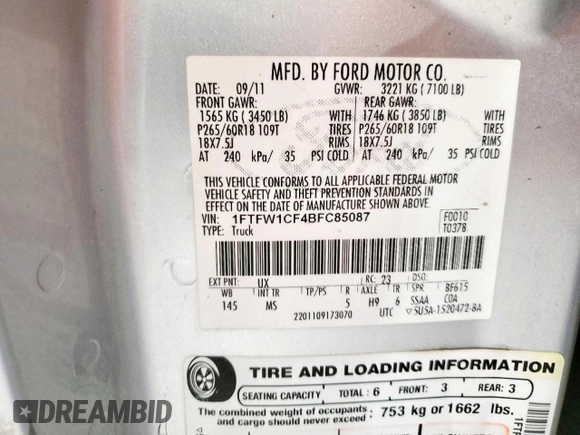 MFD. BY FORD MOTOR CO.
DATE: 09/11 GVWR: 3221 KG ( 7100 LB)
FRONT GAWR: REAR GAWR:
1565 KG ( 3450 LB) WITH 1746 KG ( 3850 LB) WITH
P265/60R18 109T TIRES P265/60R18 109T TIRES
18X7.5J RIMS 18X7.5J RIMS
AT 240 kPa/ 35 PSI COLD AT 240 kPa/ 35 PSI COLD
THIS VEHICLE CONFORMS TO ALL APPLICABLE FEDERAL MOTOR
VEHICLE SAFETY AND THEFT PREVENTION STANDARDS IN
EFFECT ON THE DATE OF MANUFACTURE SHOWN ABOVE.
VIN: 1FTFW1CF4BFC85087 F0010
TYPE: Truck T0378
EXT PNT: UX RC: 23 DSO:
WB INT TR TP/PS R AXLE TR SPR BF615
145 MS 5 H9 6 SSAA COA
2201109173070 UTC ▽5U5A-1520472-BA
TIRE AND LOADING INFORMATION
SEATING CAPACITY TOTAL: 6 FRONT: 3 REAR: 3
The combined weight of occupants and cargo should never exceed 753 kg or 1662 lbs.
DREAMBID